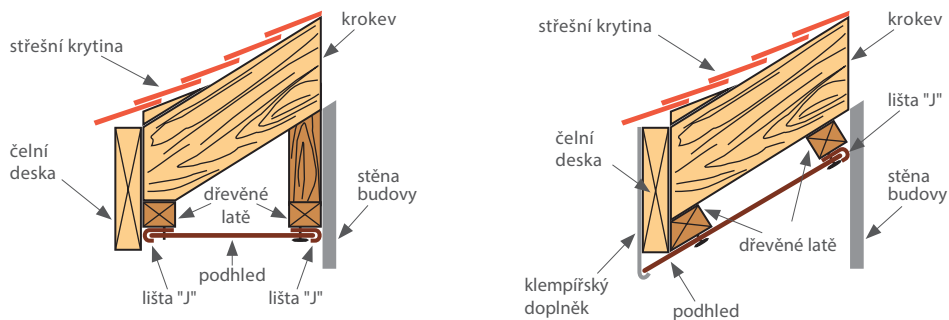 krokev
střešní krytina
čelní
deska
dřevěné
latě
stěna
budovy
podhled
lišta "J"
lišta "J"
krokev
střešní krytina
lišta "J"
čelní
deska
stěna
budovy
dřevěné latě
klempířský
doplněk
podhled